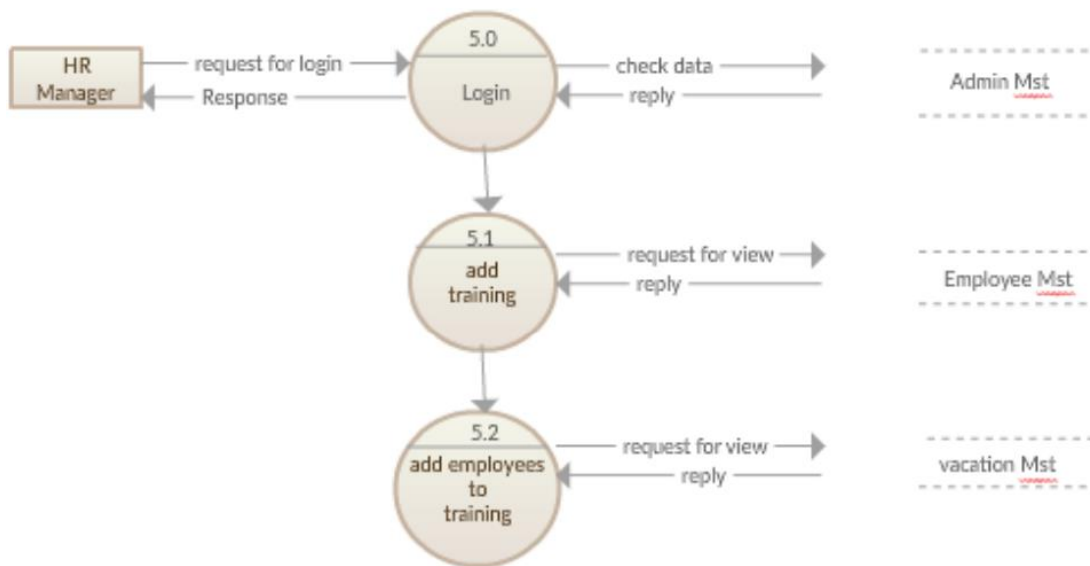 5.0
HR
Manager
request for login
Response
Login
check data
reply
Admin Mst
5.1
add
training
request for view
reply
Employee Mst
5.2
add employees
to
training
request for view
reply
vacation Mst